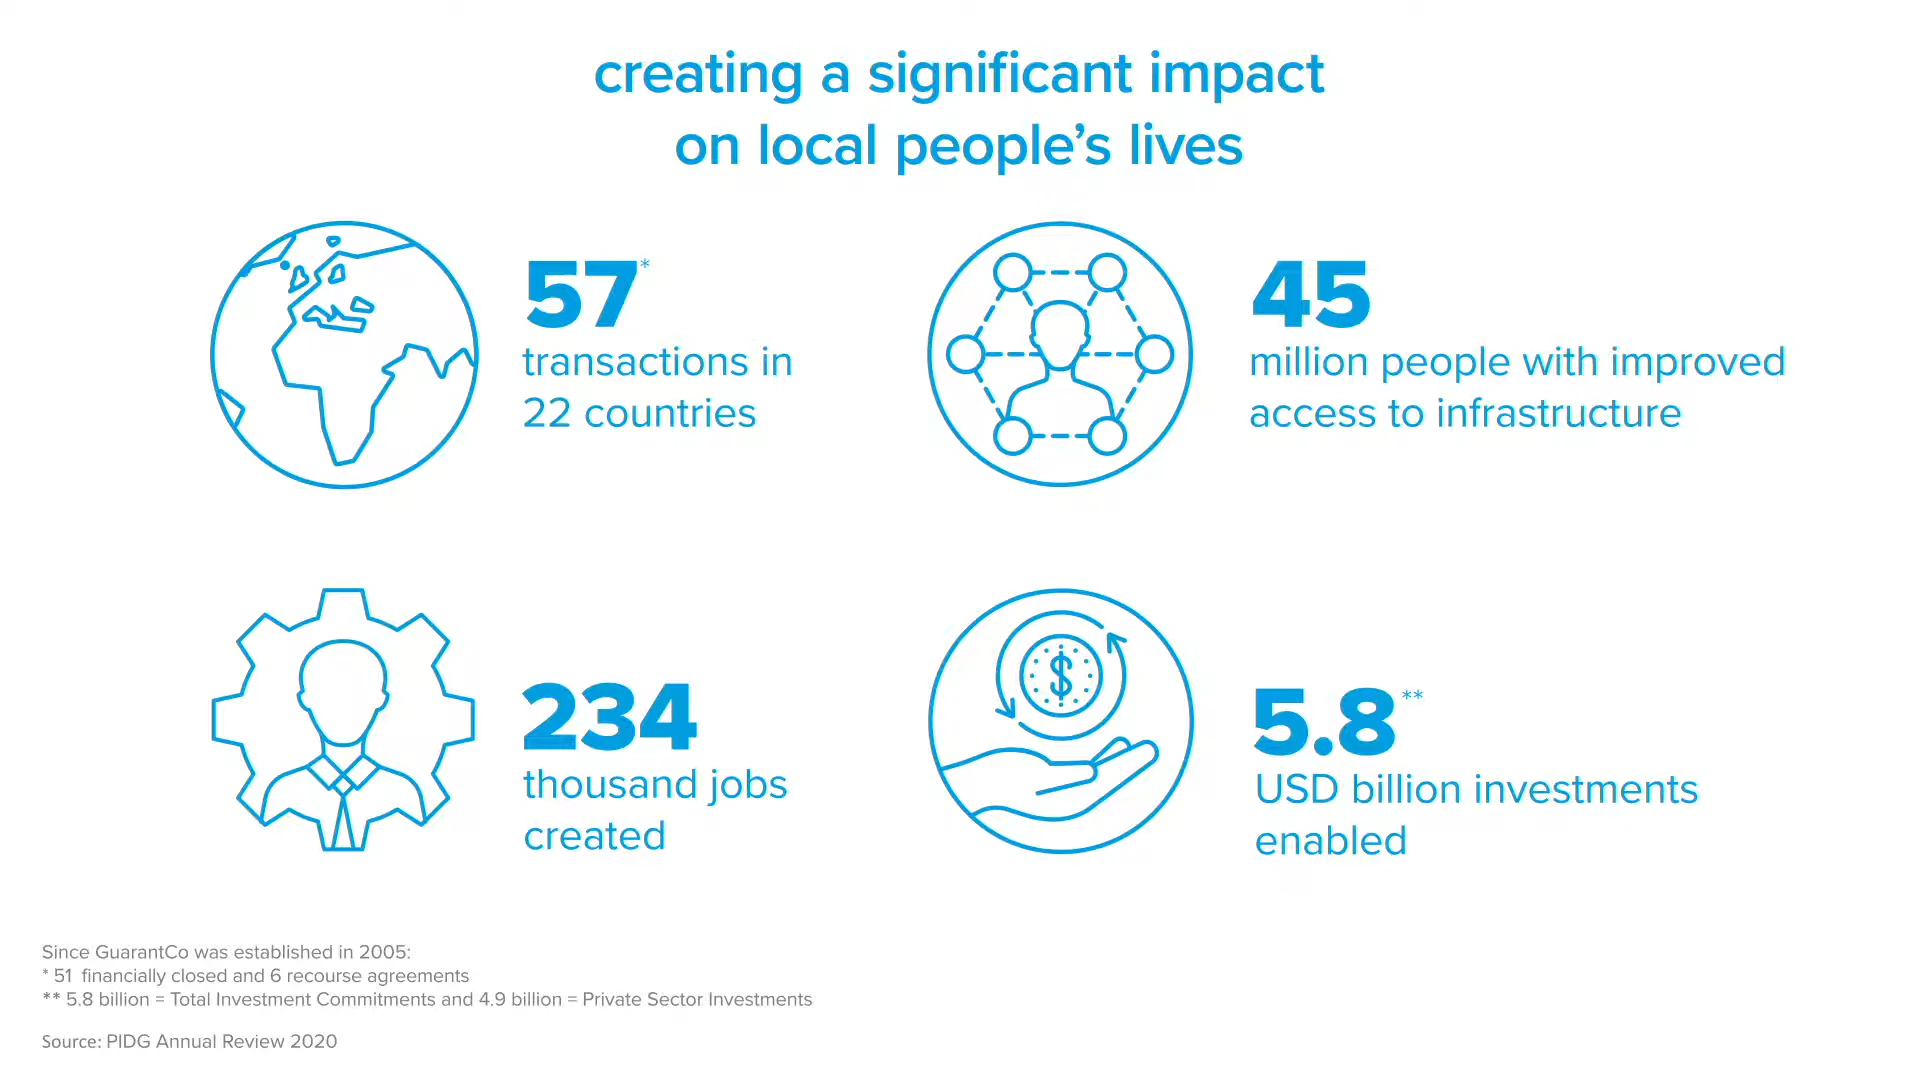 creating a significant impact
on local people’s lives
57*
transactions in
22 countries
45
million people with improved
access to infrastructure
234
thousand jobs
created
$
5.8**
USD billion investments
enabled
Since GuarantCo was established in 2005:
* 51 financially closed and 6 recourse agreements
** 5.8 billion = Total Investment Commitments and 4.9 billion = Private Sector Investments
Source: PIDG Annual Review 2020